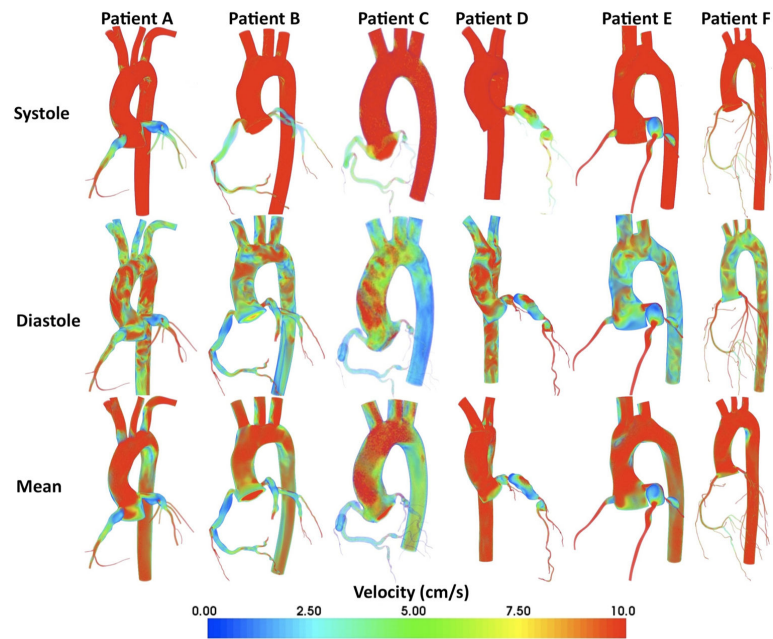 Patient A Patient B Patient C Patient D Patient E Patient F
Systole
Diastole
Mean
Velocity (cm/s)
0.00 2.50 5.00 7.50 10.0